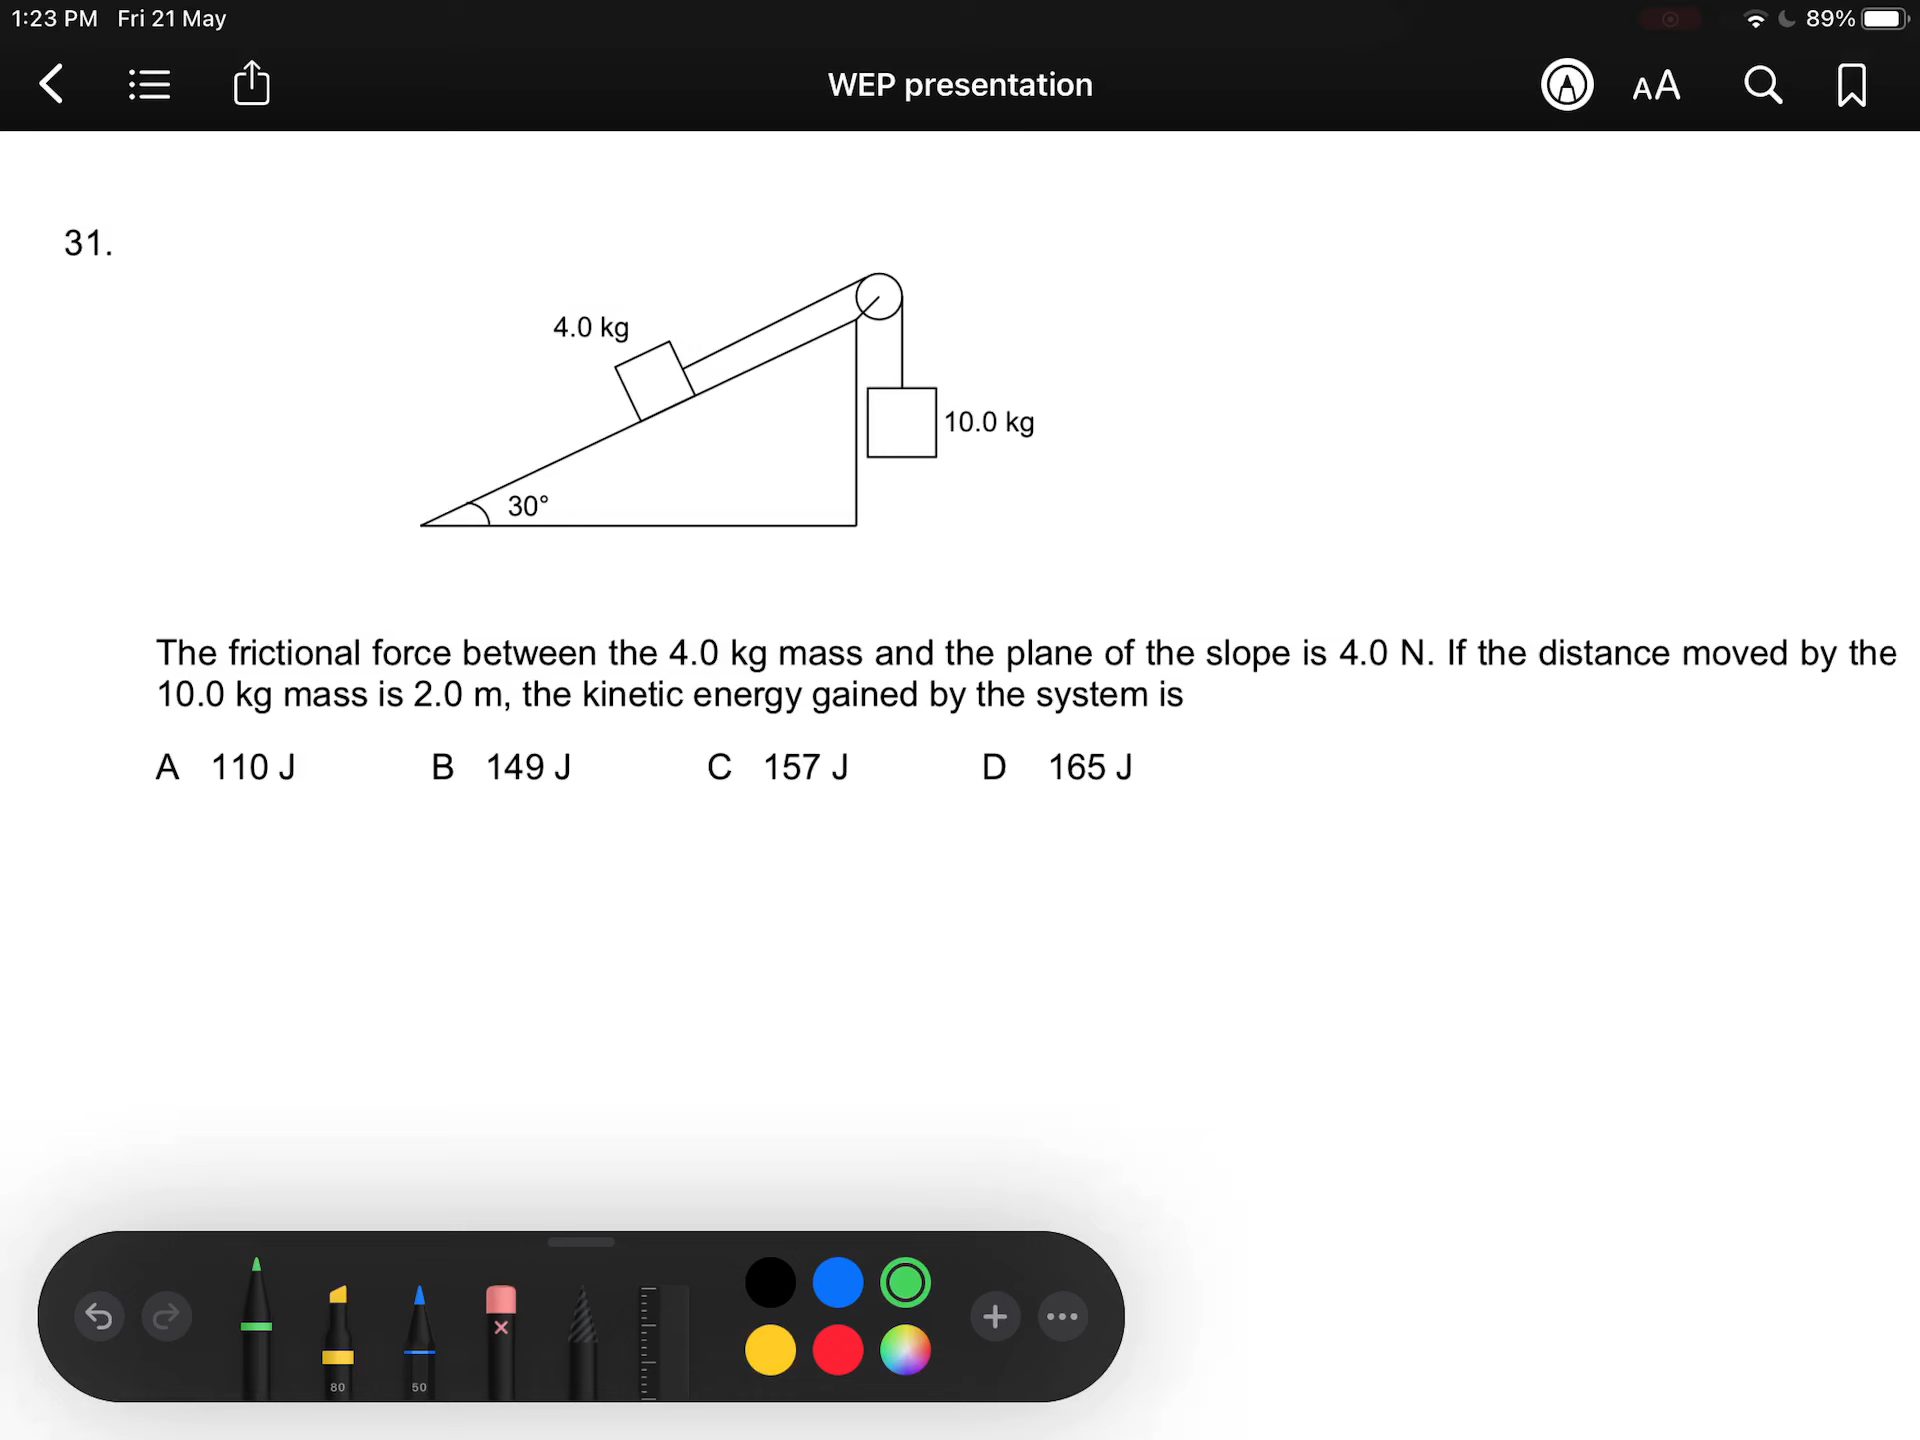 1:23 PM Fri 21 May
89%
WEP presentation
AA
31.
4.0 kg
10.0 kg
30°
The frictional force between the 4.0 kg mass and the plane of the slope is 4.0 N. If the distance moved by the
10.0 kg mass is 2.0 m, the kinetic energy gained by the system is
A 110 J B 149 J C 157 J D 165 J
80 50